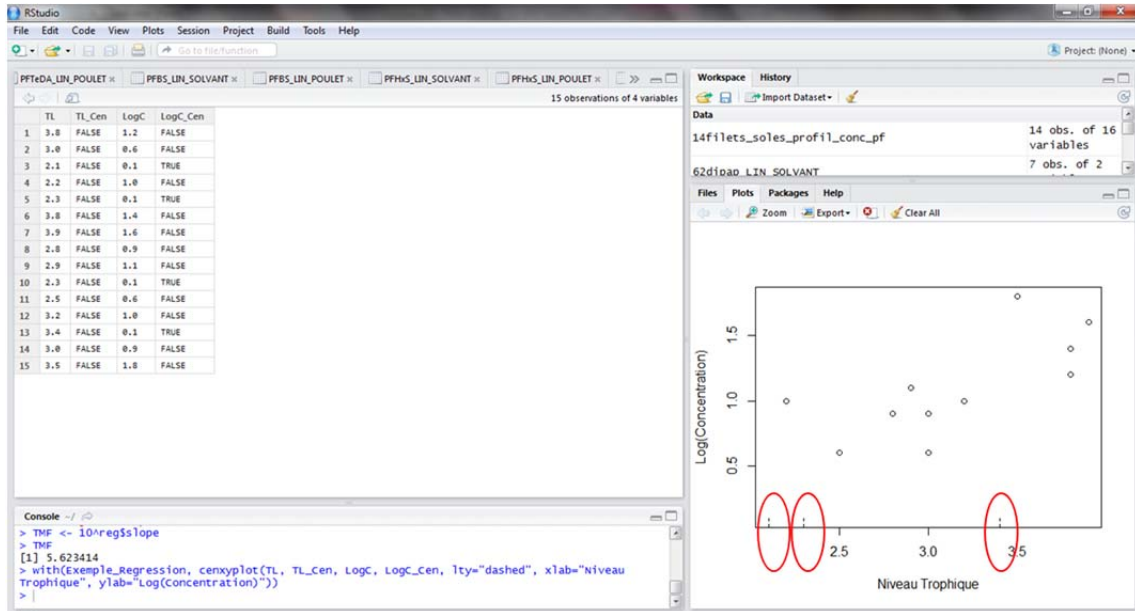 RStudio
File Edit Code View Plots Session Project Build Tools Help
Go to file/function
Project: (None)
PFTeDA_LIN_POULET PFBS_LIN_SOLVANT PFBS_LIN_POULET PFHxS_LIN_SOLVANT PFHxS_LIN_POULET
15 observations of 4 variables
TL TL_Cen LogC LogC_Cen
1 3.8 FALSE 1.2 FALSE
2 3.0 FALSE 0.6 FALSE
3 2.1 FALSE 0.1 TRUE
4 2.2 FALSE 1.0 FALSE
5 2.3 FALSE 0.1 TRUE
6 3.8 FALSE 1.4 FALSE
7 3.9 FALSE 1.6 FALSE
8 2.8 FALSE 0.9 FALSE
9 2.9 FALSE 1.1 FALSE
10 2.3 FALSE 0.1 TRUE
11 2.5 FALSE 0.6 FALSE
12 3.2 FALSE 1.0 FALSE
13 3.4 FALSE 0.1 TRUE
14 3.0 FALSE 0.9 FALSE
15 3.5 FALSE 1.8 FALSE
Console ~/
> TMF <- 10^reg$slope
> TMF
[1] 5.623414
> with(Exemple_Regression, cenxyplot(TL, TL_Cen, LogC, LogC_Cen, lty="dashed", xlab="Niveau
Trophique", ylab="Log(Concentration)"))
>
Workspace History
Import Dataset
Data
14filets_soles_profil_conc_pf 14 obs. of 16
variables
62dipap_LIN_SOLVANT 7 obs. of 2
Files Plots Packages Help
Zoom Export Clear All
Log(Concentration)
1.5
1.0
0.5
2.5 3.0 3.5
Niveau Trophique